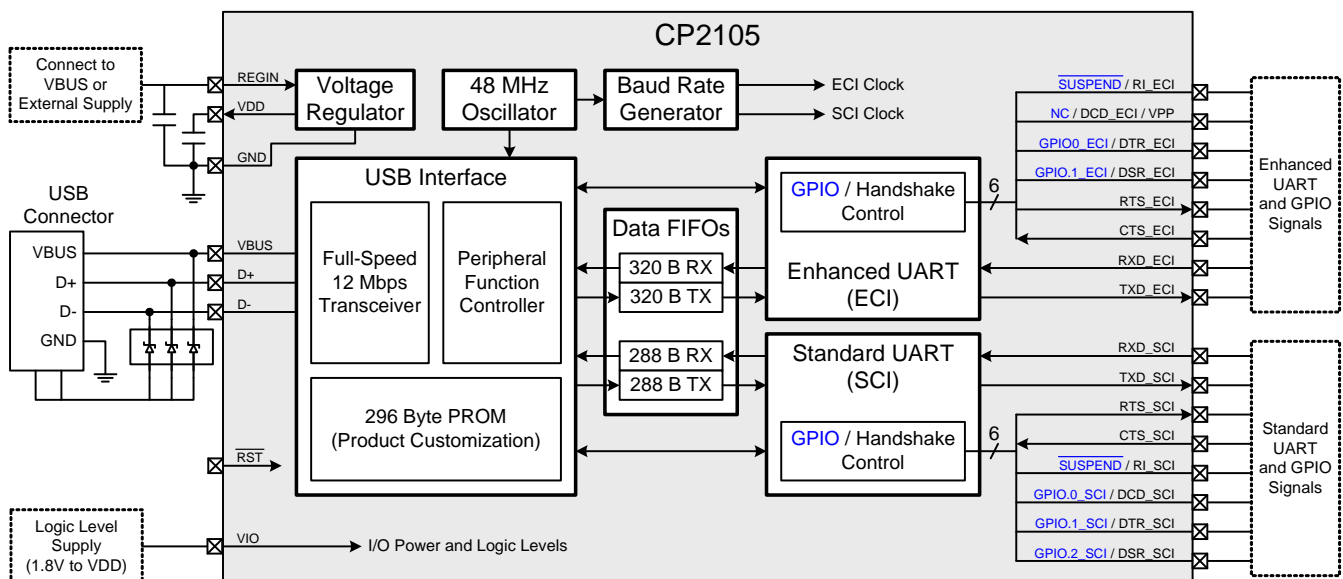 CP2105
Connect to
VBUS or
External Supply
REGIN
VDD
GND
Voltage
Regulator
48 MHz
Oscillator
Baud Rate
Generator
ECI Clock
SCI Clock
USB
Connector
VBUS
D+
D-
GND
VBUS
D+
D-
RST
Logic Level
Supply
(1.8V to VDD)
VIO
I/O Power and Logic Levels
USB Interface
Full-Speed
12 Mbps
Transceiver
Peripheral
Function
Controller
296 Byte PROM
(Product Customization)
Data FIFOs
320 B RX
320 B TX
288 B RX
288 B TX
GPIO / Handshake
Control
6
Enhanced UART
(ECI)
Standard UART
(SCI)
GPIO / Handshake
Control
6
SUSPEND / RI_ECI
NC / DCD_ECI / VPP
GPIO0_ECI / DTR_ECI
GPIO.1_ECI / DSR_ECI
RTS_ECI
CTS_ECI
RXD_ECI
TXD_ECI
Enhanced
UART
and GPIO
Signals
RXD_SCI
TXD_SCI
RTS_SCI
CTS_SCI
SUSPEND / RI_SCI
GPIO.0_SCI / DCD_SCI
GPIO.1_SCI / DTR_SCI
GPIO.2_SCI / DSR_SCI
Standard
UART
and GPIO
Signals